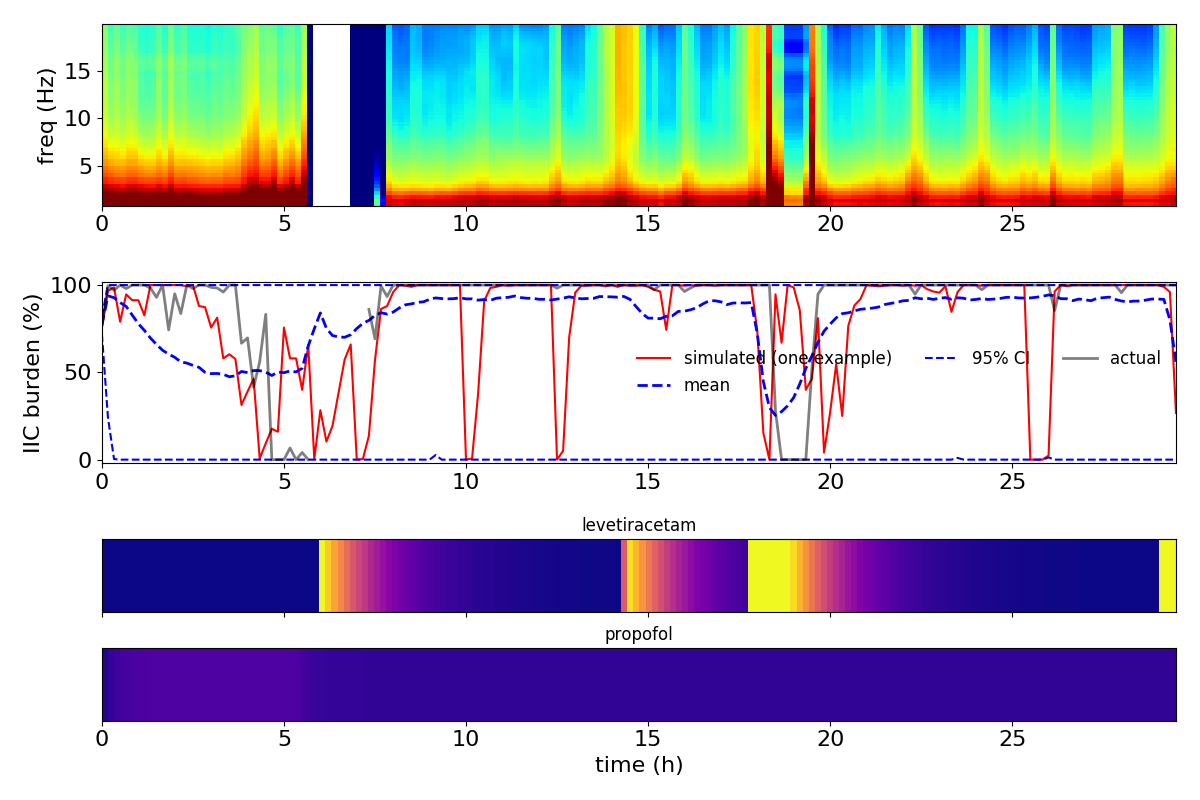 freq (Hz)
15
10
5
0 5 10 15 20 25
IIC burden (%)
100
50
0
simulated (one example)
mean
95% CI
actual
0 5 10 15 20 25
levetiracetam
propofol
0 5 10 15 20 25
time (h)